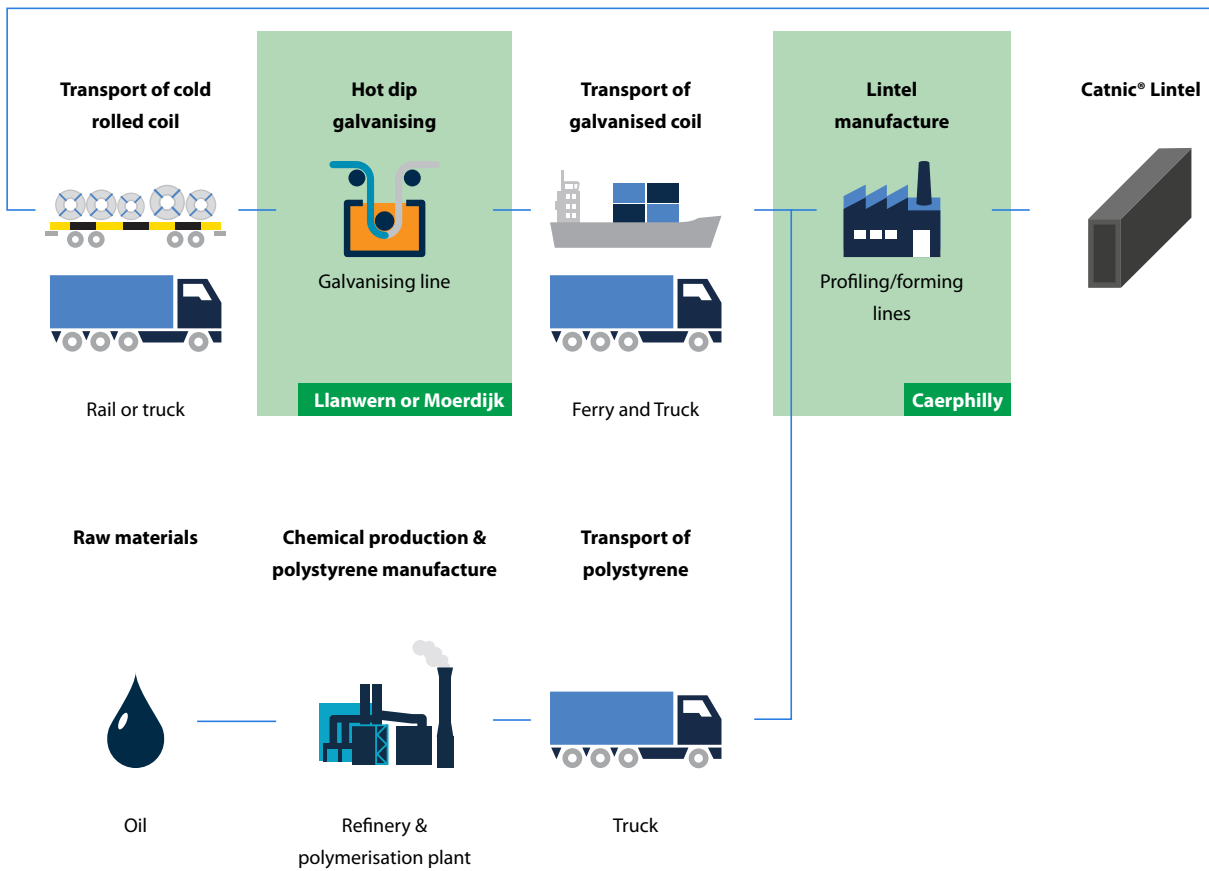 Transport of cold
rolled coil
Hot dip
galvanising
Transport of
galvanised coil
Lintel
manufacture
Catnic® Lintel
Galvanising line
Profiling/forming
lines
Llanwern or Moerdijk
Caerphilly
Rail or truck
Ferry and Truck
Raw materials
Chemical production &
polystyrene manufacture
Transport of
polystyrene
Oil
Refinery &
polymerisation plant
Truck